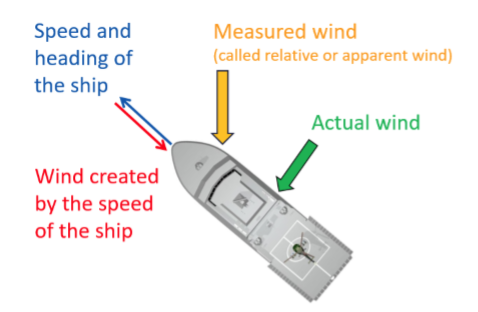 Speed and
heading of
the ship
Measured wind
(called relative or apparent wind)
Actual wind
Wind created
by the speed
of the ship